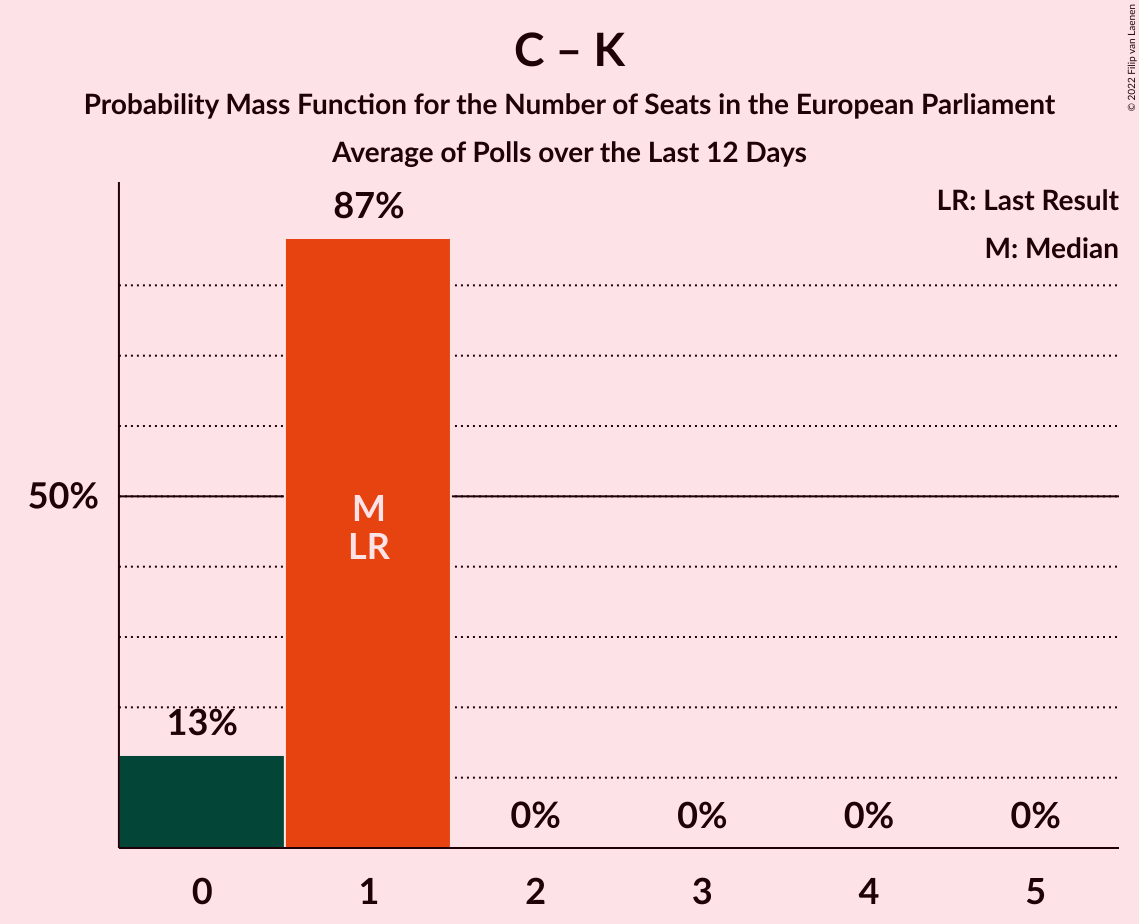 C – K
Probability Mass Function for the Number of Seats in the European Parliament
Average of Polls over the Last 12 Days
© 2022 Filip van Laenen
LR: Last Result
M: Median
87%
50%
M
LR
13%
0%
0%
0%
0%
0
1
2
3
4
5